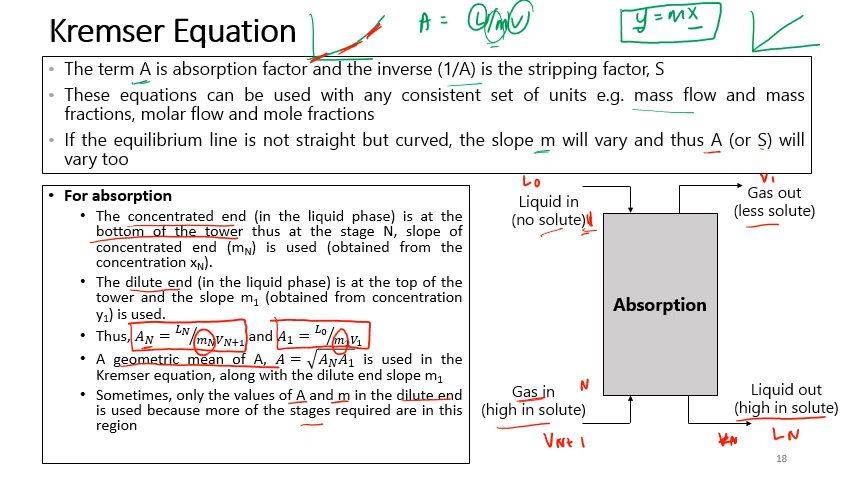 Kremser Equation
A = L/mV
y = mx
• The term A is absorption factor and the inverse (1/A) is the stripping factor, S
• These equations can be used with any consistent set of units e.g. mass flow and mass
fractions, molar flow and mole fractions
• If the equilibrium line is not straight but curved, the slope m will vary and thus A (or S) will
vary too
• For absorption
• The concentrated end (in the liquid phase) is at the
bottom of the tower thus at the stage N, slope of
concentrated end (mN) is used (obtained from the
concentration xN).
• The dilute end (in the liquid phase) is at the top of the
tower and the slope m1 (obtained from concentration
y1) is used.
• Thus, AN = LN/mNVN+1 and A1 = L0/m1V1
• A geometric mean of A, A = √ANA1 is used in the
Kremser equation, along with the dilute end slope m1
• Sometimes, only the values of A and m in the dilute end
is used because more of the stages required are in this
region
L0
Liquid in
(no solute)
V1
Gas out
(less solute)
Absorption
Gas in
(high in solute)
N
VN+1
Liquid out
(high in solute)
LN
18